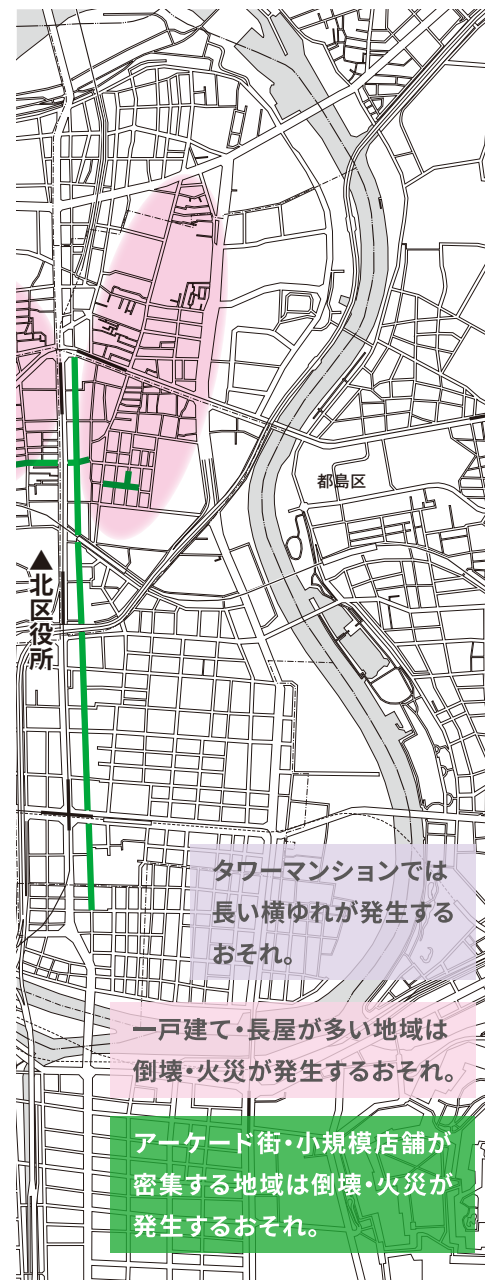 都島区
▲北区役所
タワーマンションでは
長い横ゆれが発生する
おそれ。
一戸建て・長屋が多い地域は
倒壊・火災が発生するおそれ。
アーケード街・小規模店舗が
密集する地域は倒壊・火災が
発生するおそれ。